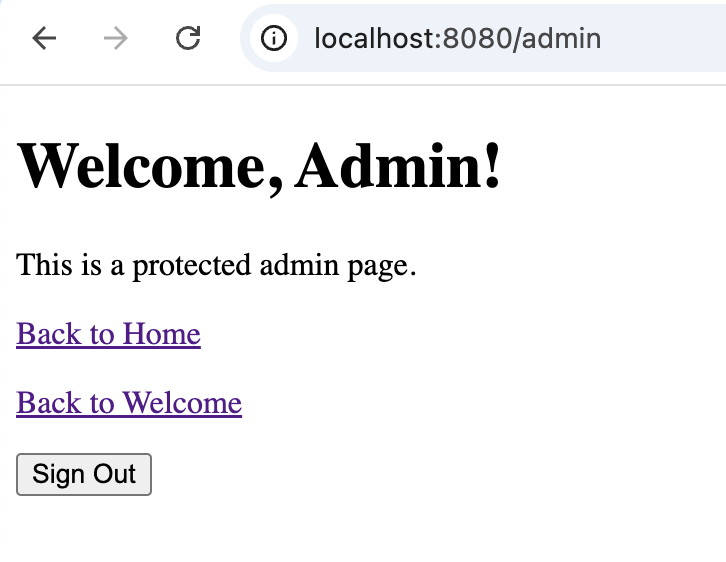 localhost:8080/admin
Welcome, Admin!
This is a protected admin page.
Back to Home
Back to Welcome
Sign Out